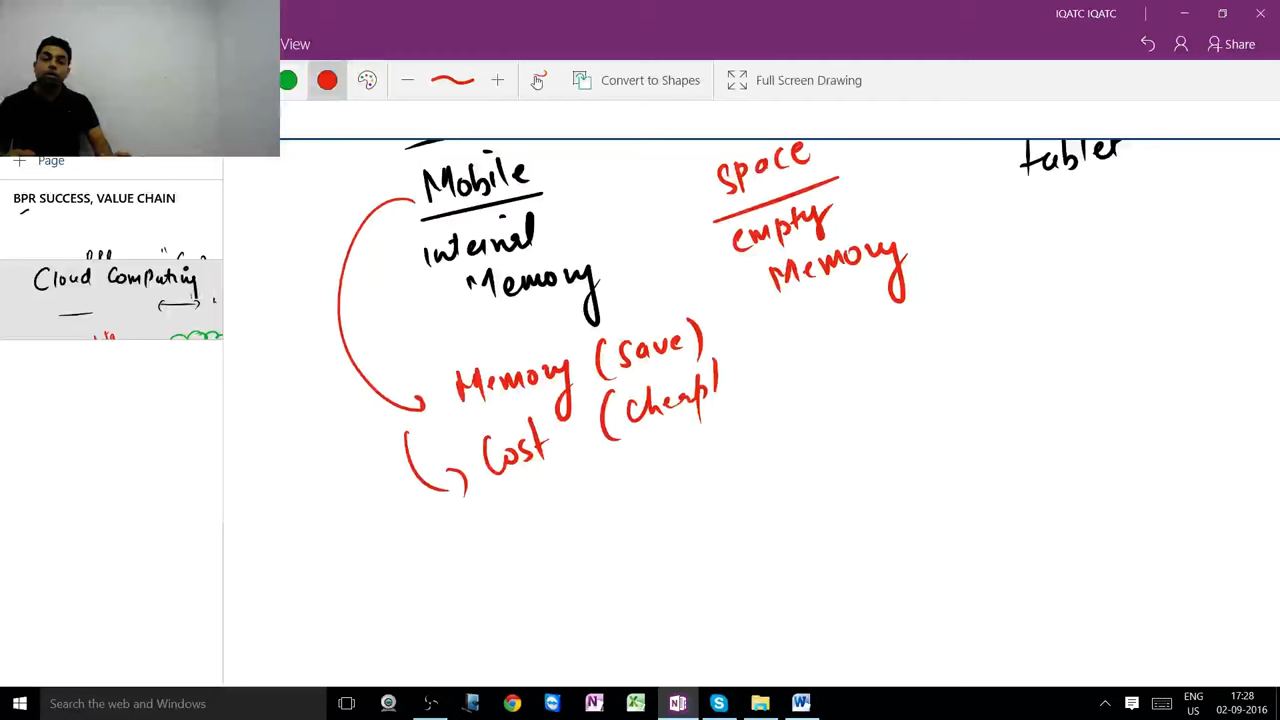 IQATC IQATC
View
Share
Convert to Shapes
Full Screen Drawing
Page
BPR SUCCESS, VALUE CHAIN
Cloud Computing
Mobile
internal
Memory
Space
empty
Memory
tablet
Memory (save)
Cost (cheap)
Search the web and Windows
ENG
US
17:28
02-09-2016